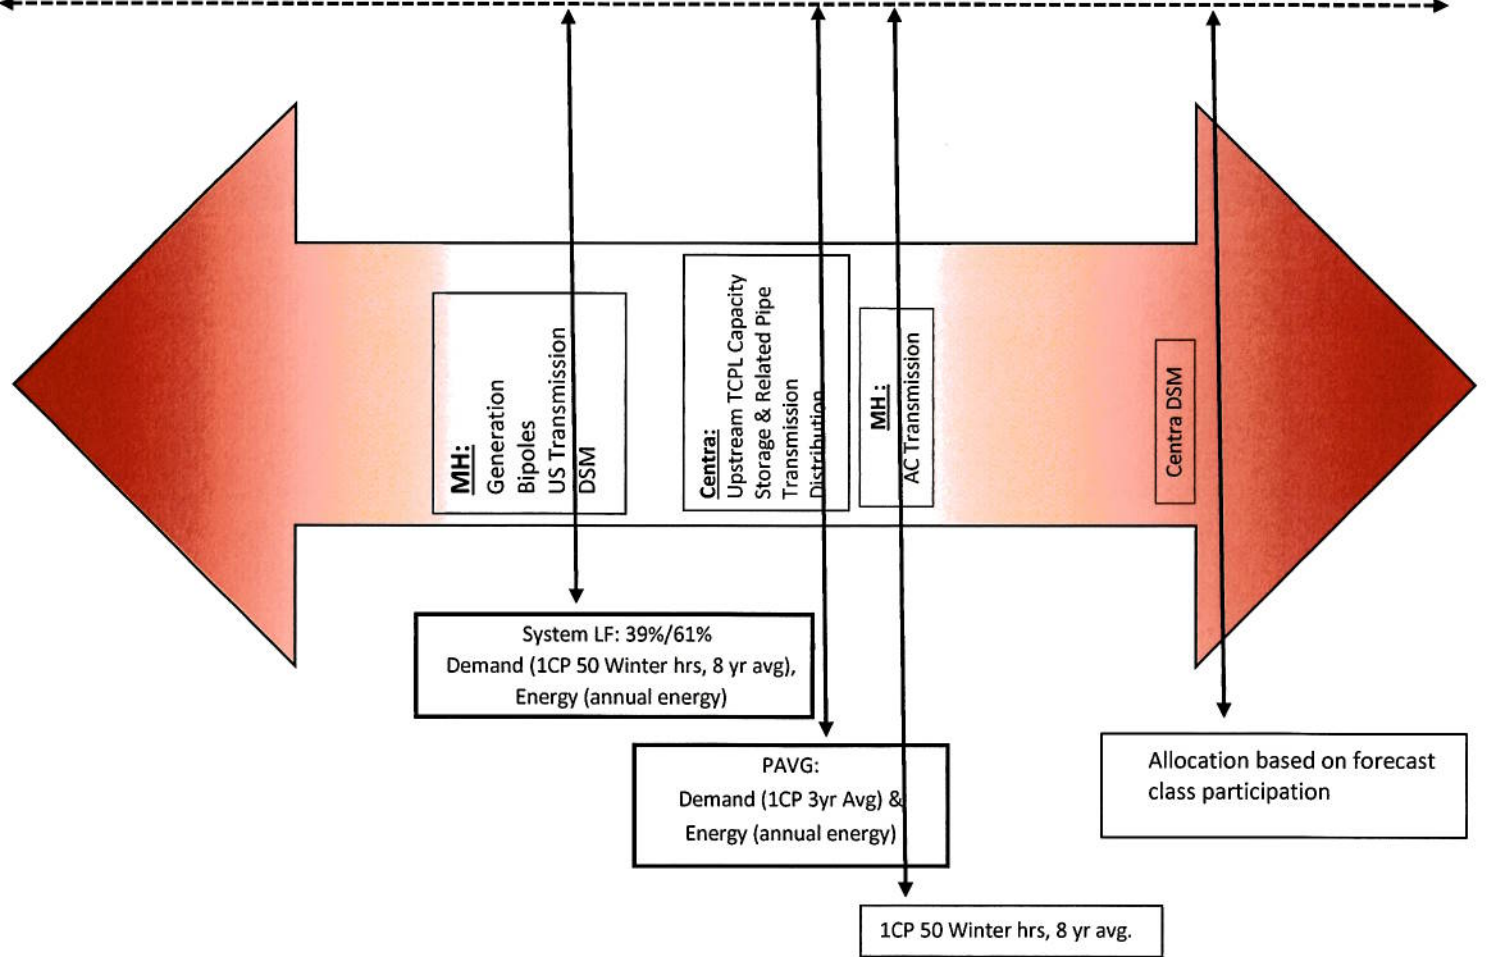 MH:
Generation
Bipoles
US Transmission
DSM
Centra:
Upstream TCPL Capacity
Storage & Related Pipe
Transmission
Distribution
MH :
AC Transmission
Centra DSM
System LF: 39%/61%
Demand (1CP 50 Winter hrs, 8 yr avg),
Energy (annual energy)
PAVG:
Demand (1CP 3yr Avg) &
Energy (annual energy)
Allocation based on forecast
class participation
1CP 50 Winter hrs, 8 yr avg.